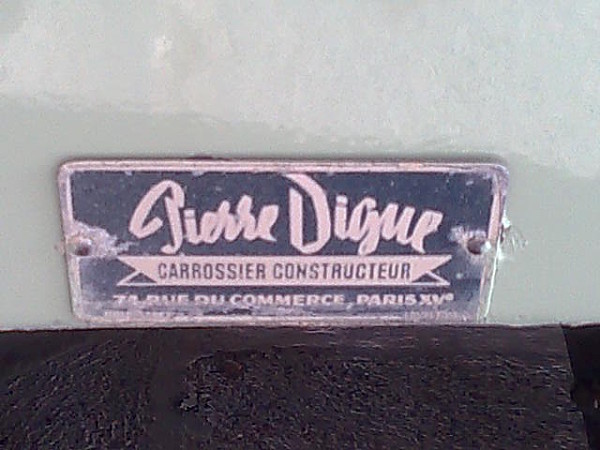 Pierre Digue
CARROSSIER CONSTRUCTEUR
74, RUE DU COMMERCE, PARIS XVᵉ